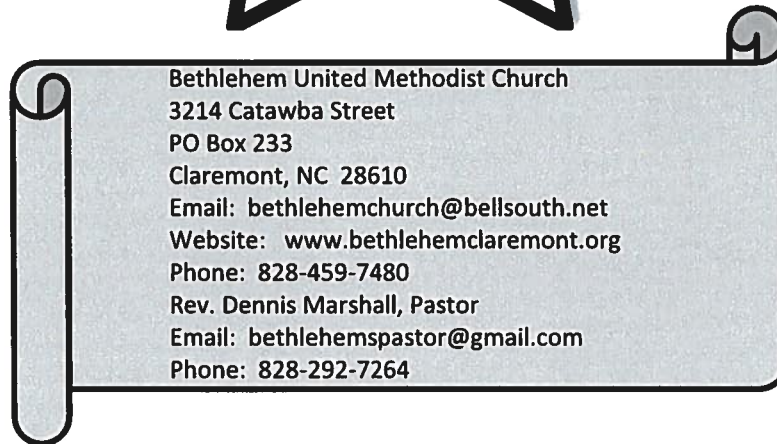 Bethlehem United Methodist Church
3214 Catawba Street
PO Box 233
Claremont, NC  28610
Email:  bethlehemchurch@bellsouth.net
Website:   www.bethlehemclaremont.org
Phone:  828-459-7480
Rev. Dennis Marshall, Pastor
Email:  bethlehemspastor@gmail.com
Phone:  828-292-7264